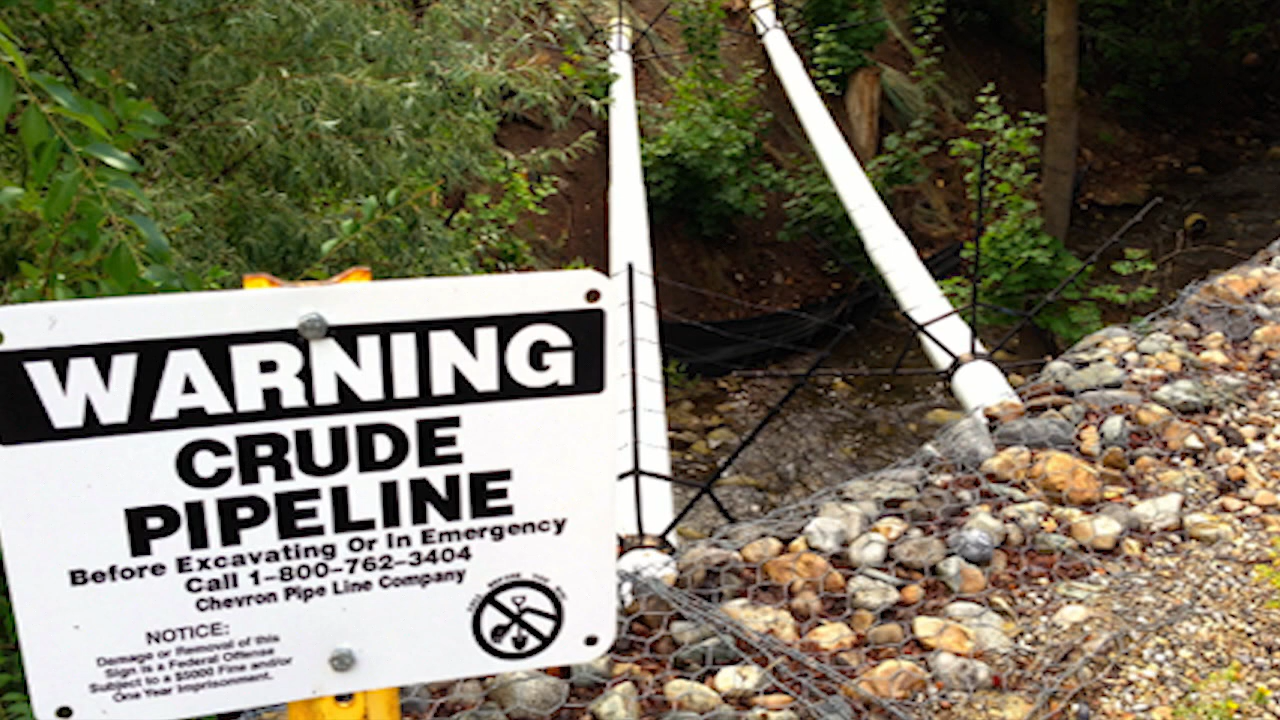 WARNING
CRUDE
PIPELINE
Before Excavating Or In Emergency
Call 1-800-762-3404
Chevron Pipe Line Company
NOTICE:
Damage or Removal of this
Sign is a Federal Offense
Subject to a $5000 Fine and/or
One Year Imprisonment.